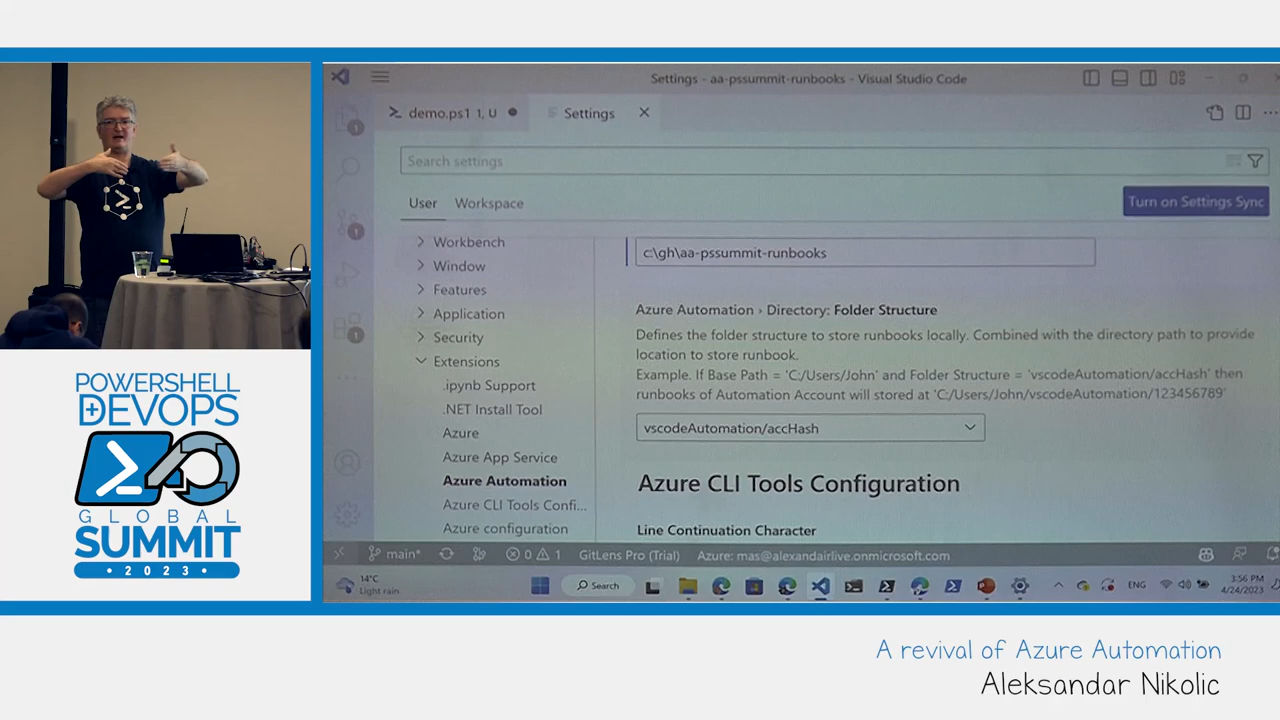 Settings - aa-pssummit-runbooks - Visual Studio Code
demo.ps1 1, U
Settings
Search settings
User
Workspace
Turn on Settings Sync
Workbench
Window
Features
Application
Security
Extensions
.ipynb Support
.NET Install Tool
Azure
Azure App Service
Azure Automation
Azure CLI Tools Confi...
Azure configuration
c:\gh\aa-pssummit-runbooks
Azure Automation › Directory: Folder Structure
Defines the folder structure to store runbooks locally. Combined with the directory path to provide
location to store runbook.
Example. If Base Path = 'C:/Users/John' and Folder Structure = 'vscodeAutomation/accHash' then
runbooks of Automation Account will stored at 'C:/Users/John/vscodeAutomation/123456789'
vscodeAutomation/accHash
Azure CLI Tools Configuration
Line Continuation Character
main*
0
1
GitLens Pro (Trial)
Azure: mas@alexandairlive.onmicrosoft.com
14°C
Light rain
Search
ENG
3:56 PM
4/24/2023
POWERSHELL
+DEVOPS
GLOBAL
SUMMIT
• 2023 •
A revival of Azure Automation
Aleksandar Nikolic